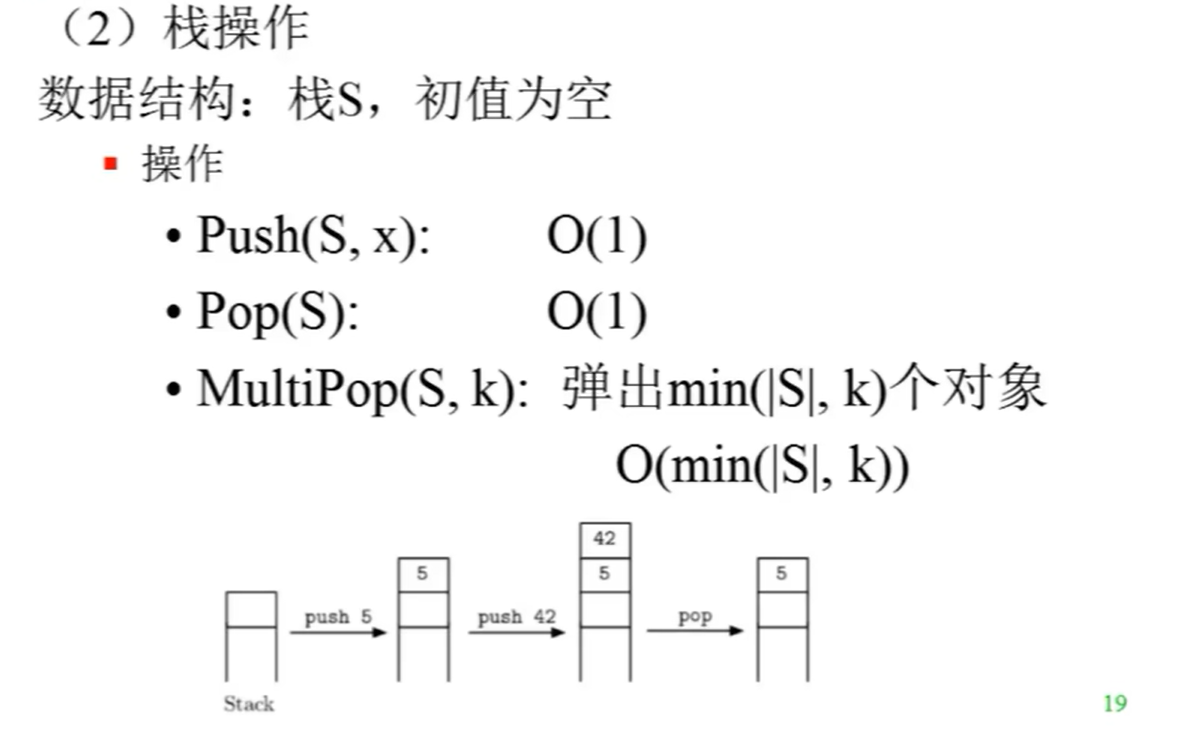 （2）栈操作
数据结构：栈S，初值为空
▪ 操作
• Push(S, x): O(1)
• Pop(S): O(1)
• MultiPop(S, k): 弹出min(|S|, k)个对象
O(min(|S|, k))
42
5 5 5
push 5 push 42 pop
Stack
19